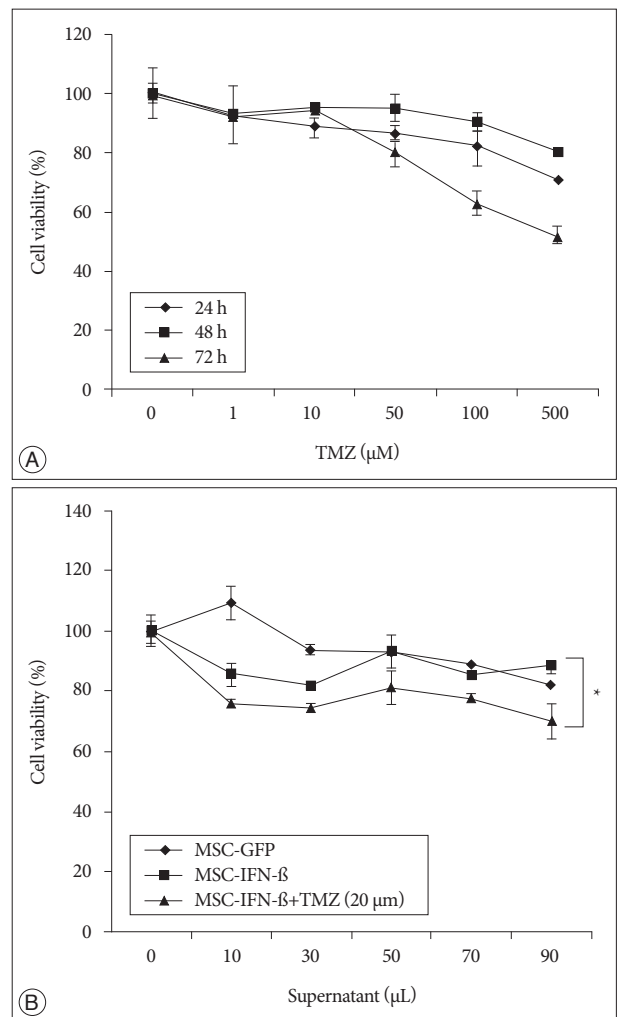 120
100
80
60
40
20
0
Cell viability (%)
24 h
48 h
72 h
0 1 10 50 100 500
TMZ (μM)
A
140
120
100
80
60
40
20
0
Cell viability (%)
*
MSC-GFP
MSC-IFN-ß
MSC-IFN-ß+TMZ (20 μm)
0 10 30 50 70 90
Supernatant (μL)
B